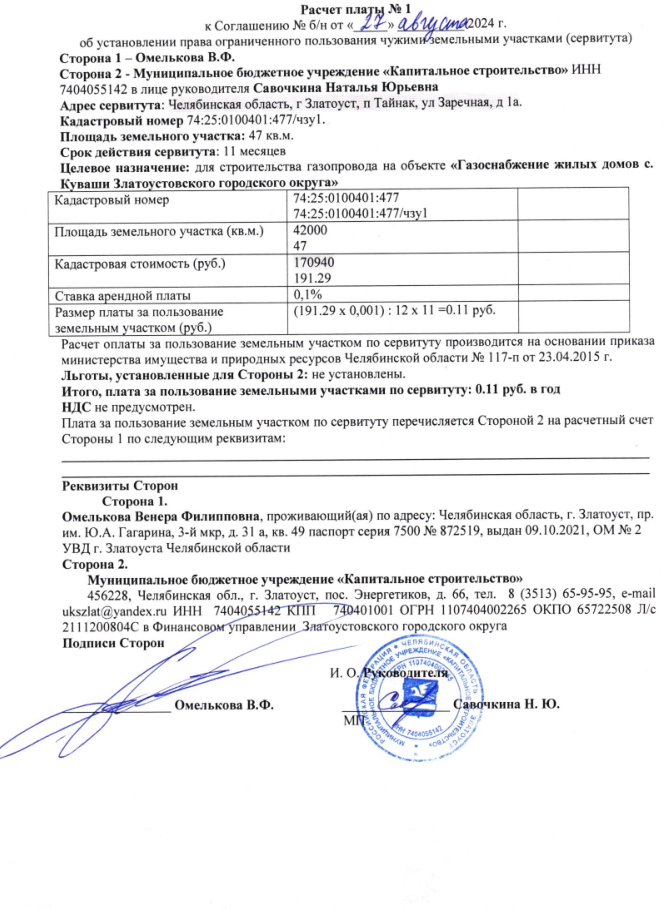 Расчет платы № 1
к Соглашению № б/н от « 27 » августа 2024 г.
об установлении права ограниченного пользования чужими земельными участками (сервитута)
Сторона 1 – Омелькова В.Ф.
Сторона 2 - Муниципальное бюджетное учреждение «Капитальное строительство» ИНН
7404055142 в лице руководителя Савочкина Наталья Юрьевна
Адрес сервитута: Челябинская область, г Златоуст, п Тайнак, ул Заречная, д 1а.
Кадастровый номер 74:25:0100401:477/чзу1.
Площадь земельного участка: 47 кв.м.
Срок действия сервитута: 11 месяцев
Целевое назначение: для строительства газопровода на объекте «Газоснабжение жилых домов с.
Куваши Златоустовского городского округа»
Кадастровый номер 74:25:0100401:477
74:25:0100401:477/чзу1
Площадь земельного участка (кв.м.) 42000
47
Кадастровая стоимость (руб.) 170940
191.29
Ставка арендной платы 0,1%
Размер платы за пользование (191.29 х 0,001) : 12 х 11 =0.11 руб.
земельным участком (руб.)
Расчет оплаты за пользование земельным участком по сервитуту производится на основании приказа
министерства имущества и природных ресурсов Челябинской области № 117-п от 23.04.2015 г.
Льготы, установленные для Стороны 2: не установлены.
Итого, плата за пользование земельными участками по сервитуту: 0.11 руб. в год
НДС не предусмотрен.
Плата за пользование земельным участком по сервитуту перечисляется Стороной 2 на расчетный счет
Стороны 1 по следующим реквизитам:
Реквизиты Сторон
Сторона 1.
Омелькова Венера Филипповна, проживающий(ая) по адресу: Челябинская область, г. Златоуст, пр.
им. Ю.А. Гагарина, 3-й мкр, д. 31 а, кв. 49 паспорт серия 7500 № 872519, выдан 09.10.2021, ОМ № 2
УВД г. Златоуста Челябинской области
Сторона 2.
Муниципальное бюджетное учреждение «Капитальное строительство»
456228, Челябинская обл., г. Златоуст, пос. Энергетиков, д. 66, тел. 8 (3513) 65-95-95, e-mail
ukszlat@yandex.ru ИНН 7404055142 КПП 740401001 ОГРН 1107404002265 ОКПО 65722508 Л/с
2111200804С в Финансовом управлении Златоустовского городского округа
Подписи Сторон
И. О. Руководителя
Омелькова В.Ф. Савочкина Н. Ю.
МП
РОССИЙСКАЯ ФЕДЕРАЦИЯ ЧЕЛЯБИНСКАЯ ОБЛАСТЬ ЗЛАТОУСТ
МУНИЦИПАЛЬНОЕ БЮДЖЕТНОЕ УЧРЕЖДЕНИЕ «КАПИТАЛЬНОЕ СТРОИТЕЛЬСТВО»
ИНН 7404055142